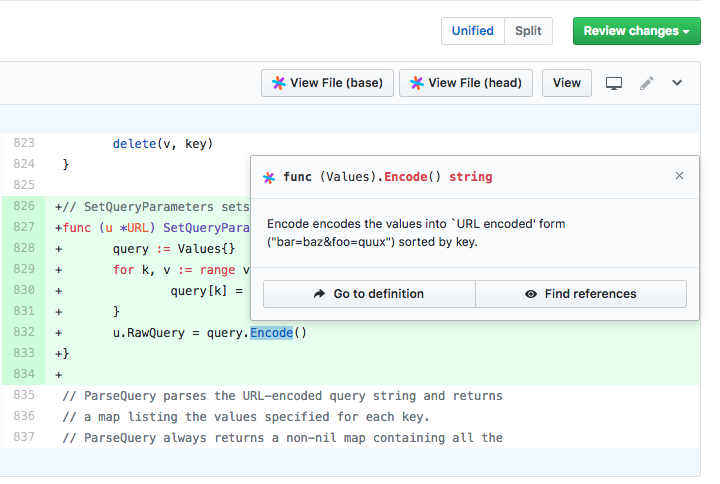 Unified Split Review changes
View File (base) View File (head) View
823 delete(v, key)
824 }
825
func (Values).Encode() string ×
Encode encodes the values into `URL encoded' form
("bar=baz&foo=quux") sorted by key.
Go to definition Find references
826 +// SetQueryParameters sets
827 +func (u *URL) SetQueryPara
828 + query := Values{}
829 + for k, v := range v
830 + query[k] =
831 + }
832 + u.RawQuery = query.Encode()
833 +}
834 +
835 // ParseQuery parses the URL-encoded query string and returns
836 // a map listing the values specified for each key.
837 // ParseQuery always returns a non-nil map containing all the